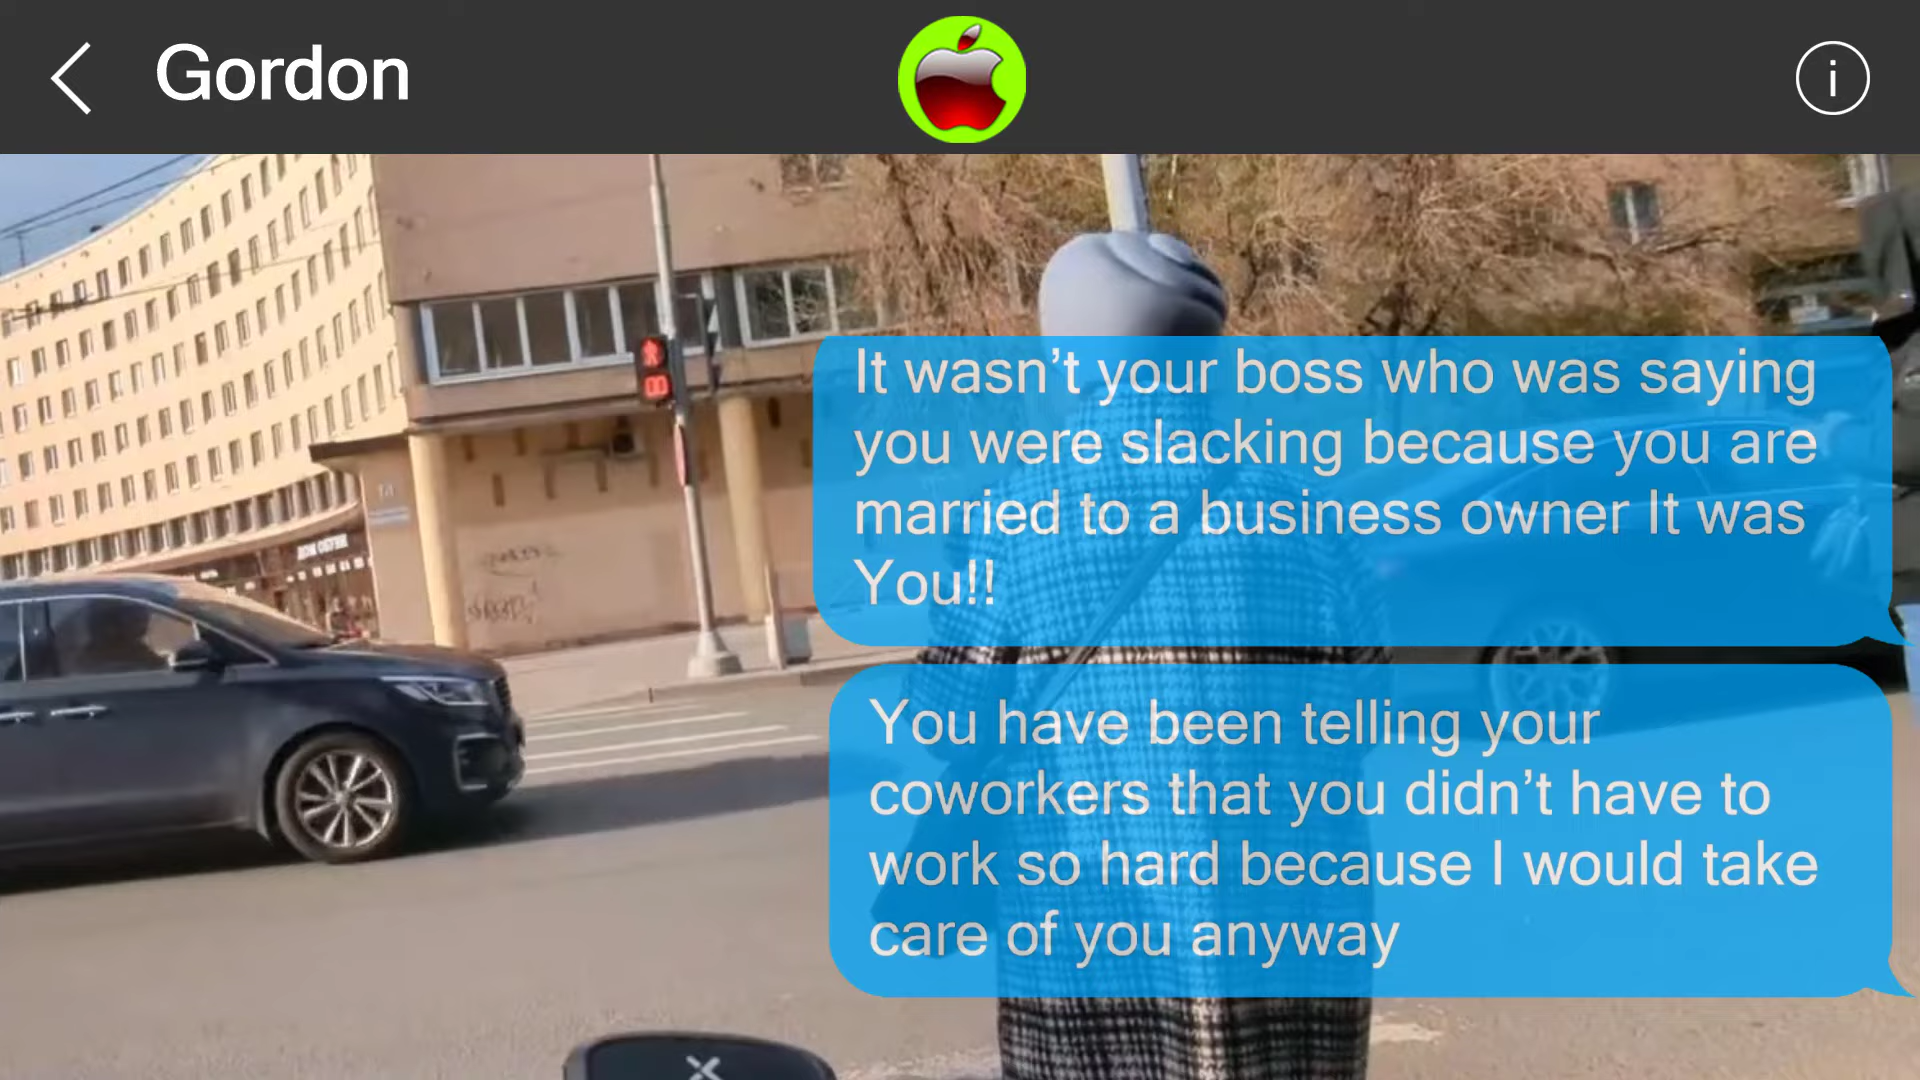 Gordon
It wasn't your boss who was saying
you were slacking because you are
married to a business owner It was
You!!
You have been telling your
coworkers that you didn't have to
work so hard because I would take
care of you anyway